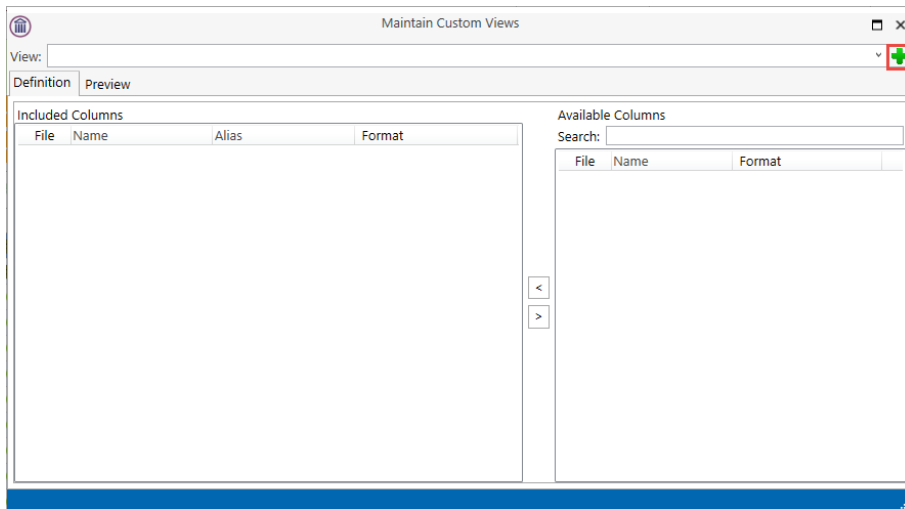 Maintain Custom Views
View:
Definition Preview
Included Columns
File Name Alias Format
Available Columns
Search:
File Name Format
<
>